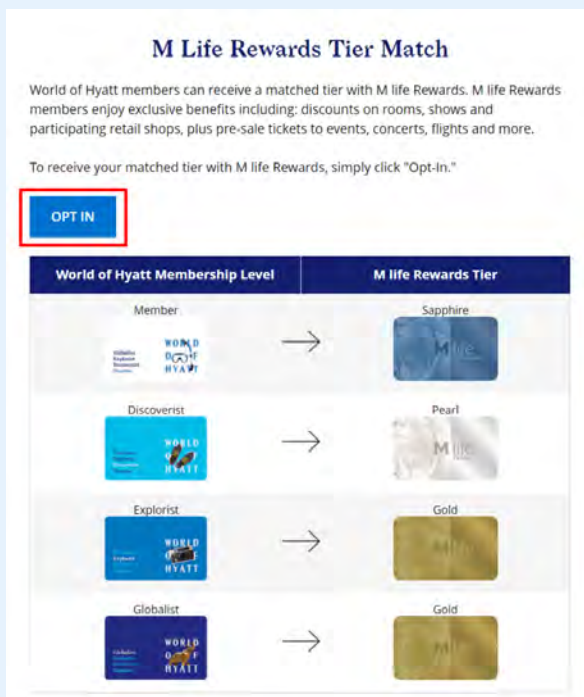 M Life Rewards Tier Match
World of Hyatt members can receive a matched tier with M life Rewards. M life Rewards
members enjoy exclusive benefits including: discounts on rooms, shows and
participating retail shops, plus pre-sale tickets to events, concerts, flights and more.
To receive your matched tier with M life Rewards, simply click "Opt-In."
OPT IN
World of Hyatt Membership Level M life Rewards Tier
Member Sapphire
WORLD
OF
HYATT
M life
Discoverist Pearl
WORLD
OF
HYATT
M life
Explorist Gold
WORLD
OF
HYATT
M life
Globalist Gold
WORLD
OF
HYATT
M life